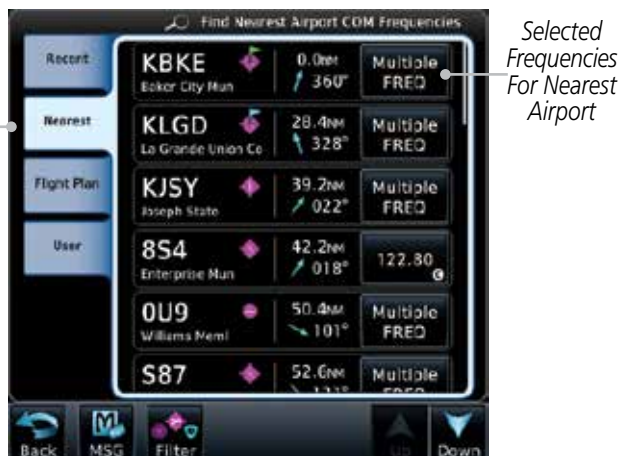 Find Nearest Airport COM Frequencies
Selected
Frequencies
For Nearest
Airport
Recent
Nearest
Flight Plan
User
KBKE
0.0NM
Multiple
Baker City Mun
360°
FREQ
KLGD
28.4NM
Multiple
La Grande Union Co
328°
FREQ
KJSY
39.2NM
Multiple
Joseph State
022°
FREQ
8S4
42.2NM
122.80
Enterprise Mun
018°
C
0U9
50.4NM
Multiple
Williams Meml
101°
FREQ
S87
52.6NM
Multiple
Back
MSG
Filter
Up
Down